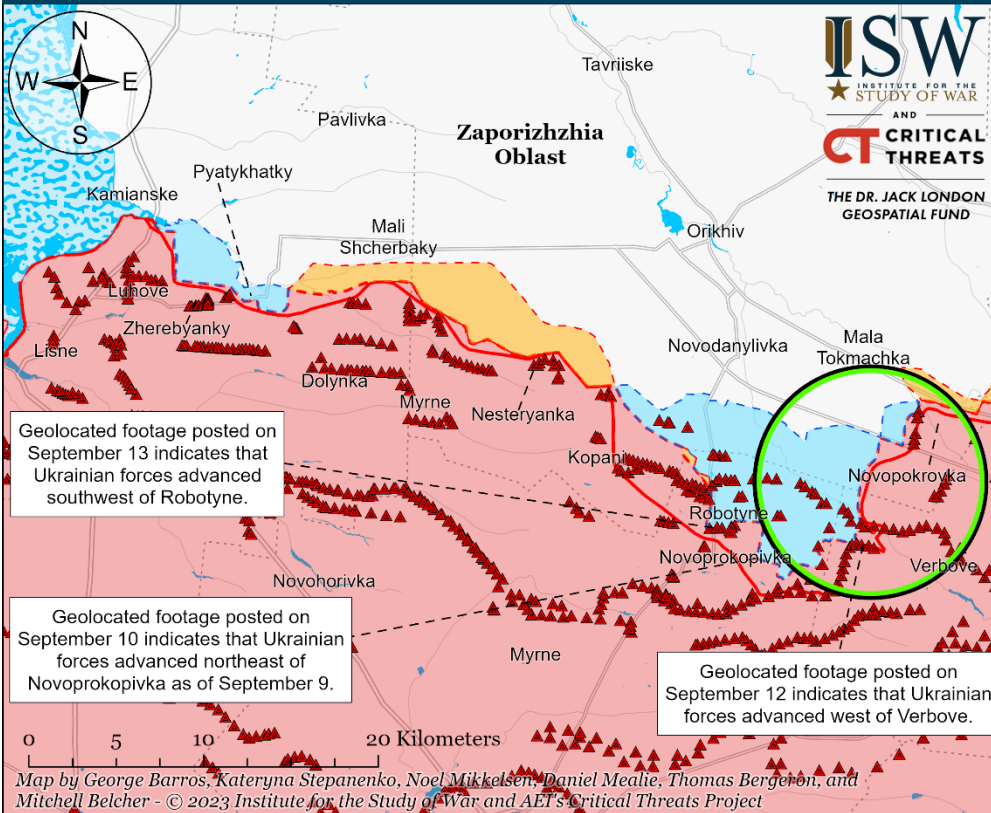 N
W
E
S
Tavriiske
ISW
INSTITUTE FOR THE
STUDY OF WAR
AND
CT CRITICAL
THREATS
THE DR. JACK LONDON
GEOSPATIAL FUND
Pavlivka
Zaporizhzhia
Oblast
Pyatykhatky
Kamianske
Mali
Shcherbaky
Orikhiv
Luhove
Zherebyanky
Lisne
Novodanylivka
Mala
Tokmachka
Dolynka
Myrne
Nesteryanka
Geolocated footage posted on
September 13 indicates that
Ukrainian forces advanced
southwest of Robotyne.
Kopani
Novopokrovka
Robotyne
Novoprokopivka
Verbove
Novohorivka
Geolocated footage posted on
September 10 indicates that Ukrainian
forces advanced northeast of
Novoprokopivka as of September 9.
Myrne
Geolocated footage posted on
September 12 indicates that Ukrainian
forces advanced west of Verbove.
0 5 10 20 Kilometers
Map by George Barros, Kateryna Stepanenko, Noel Mikkelsen, Daniel Mealie, Thomas Bergeron, and
Mitchell Belcher - © 2023 Institute for the Study of War and AEI's Critical Threats Project